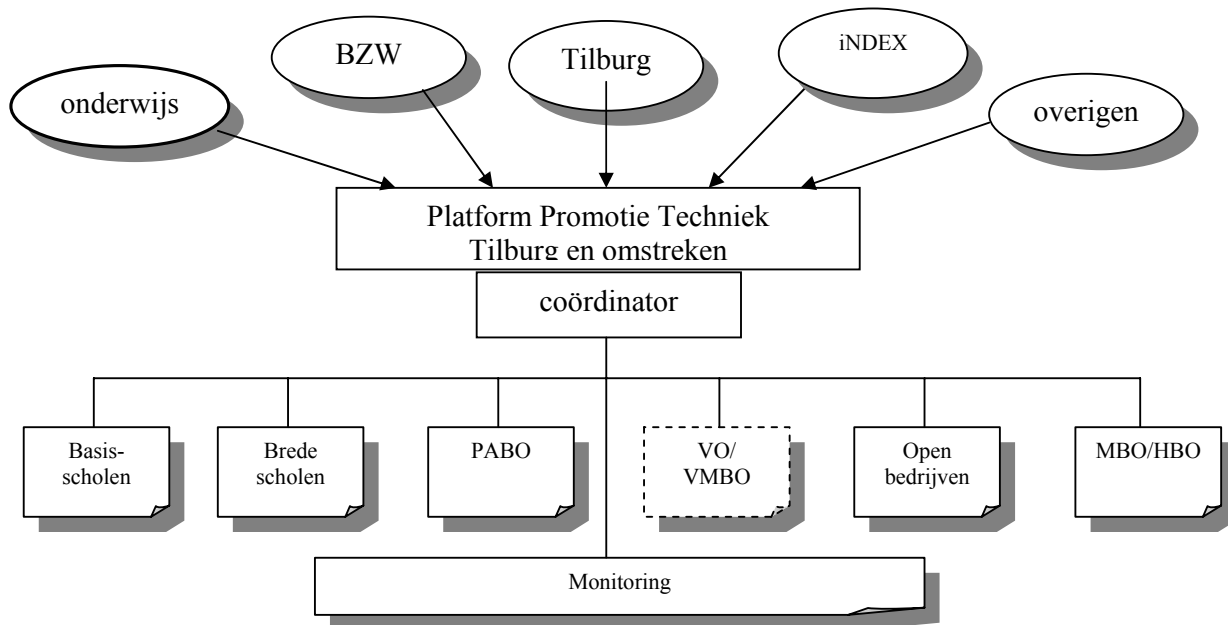 onderwijs
BZW
Tilburg
iNDEX
overigen
Platform Promotie Techniek
Tilburg en omstreken
coördinator
Basis-
scholen
Brede
scholen
PABO
VO/
VMBO
Open
bedrijven
MBO/HBO
Monitoring